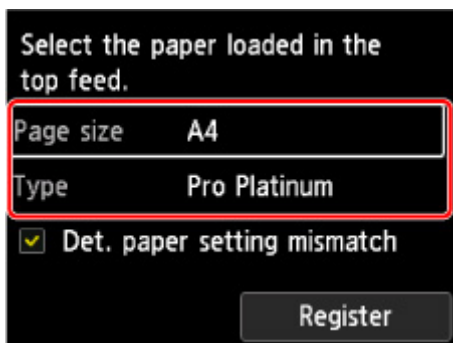 Select the paper loaded in the
top feed.
Page size A4
Type Pro Platinum
Det. paper setting mismatch
Register